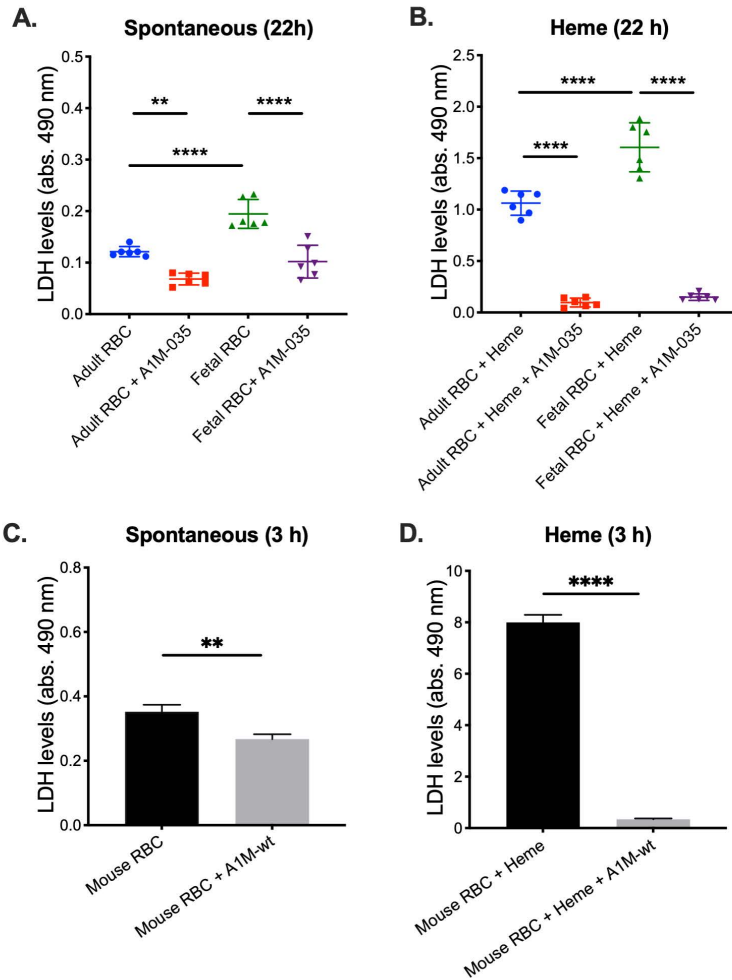 A.
Spontaneous (22h)
LDH levels (abs. 490 nm)
0.5
0.4
0.3
0.2
0.1
0.0
**
****
****
Adult RBC
Adult RBC + A1M-035
Fetal RBC
Fetal RBC+ A1M-035
B.
Heme (22 h)
LDH levels (abs. 490 nm)
2.5
2.0
1.5
1.0
0.5
0.0
****
****
****
Adult RBC + Heme
Adult RBC + Heme + A1M-035
Fetal RBC + Heme
Fetal RBC + Heme + A1M-035
C.
Spontaneous (3 h)
LDH levels (abs. 490 nm)
0.8
0.6
0.4
0.2
0.0
**
Mouse RBC
Mouse RBC + A1M-wt
D.
Heme (3 h)
LDH levels (abs. 490 nm)
10
8
6
4
2
0
****
Mouse RBC + Heme
Mouse RBC + Heme + A1M-wt